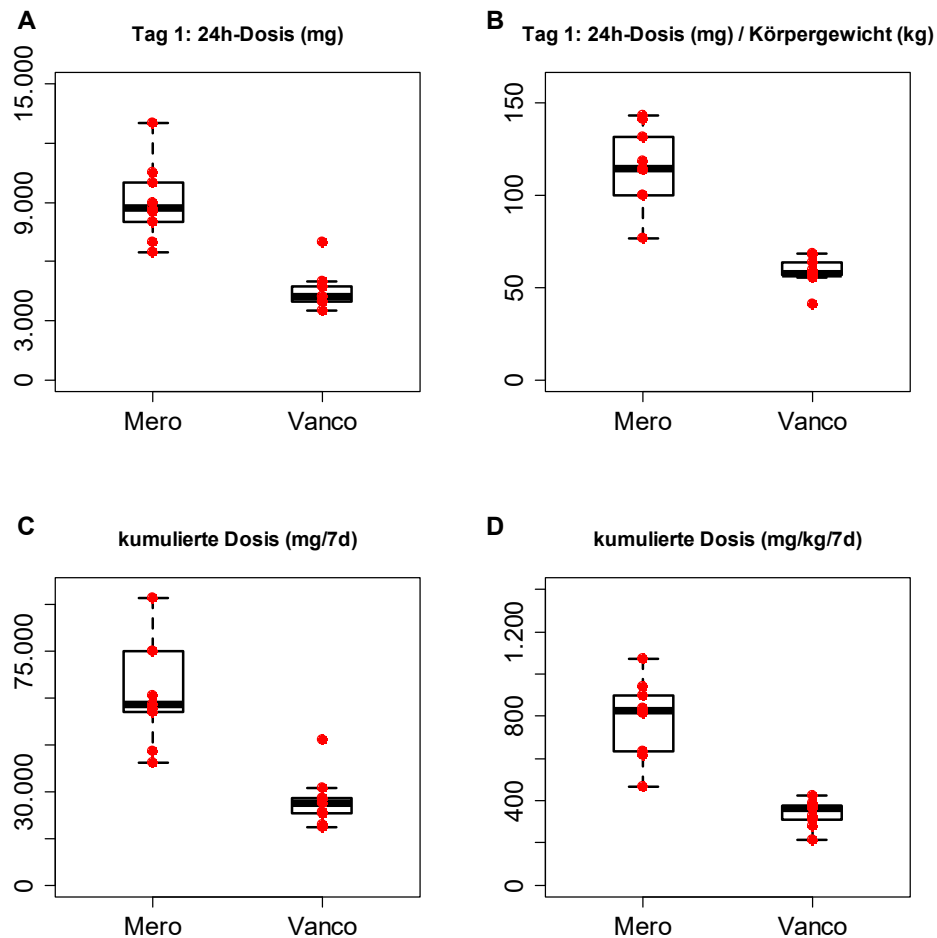 A
Tag 1: 24h-Dosis (mg)
15.000
9.000
3.000
0
Mero Vanco
B
Tag 1: 24h-Dosis (mg) / Körpergewicht (kg)
150
100
50
0
Mero Vanco
C
kumulierte Dosis (mg/7d)
75.000
30.000
0
Mero Vanco
D
kumulierte Dosis (mg/kg/7d)
1.200
800
400
0
Mero Vanco